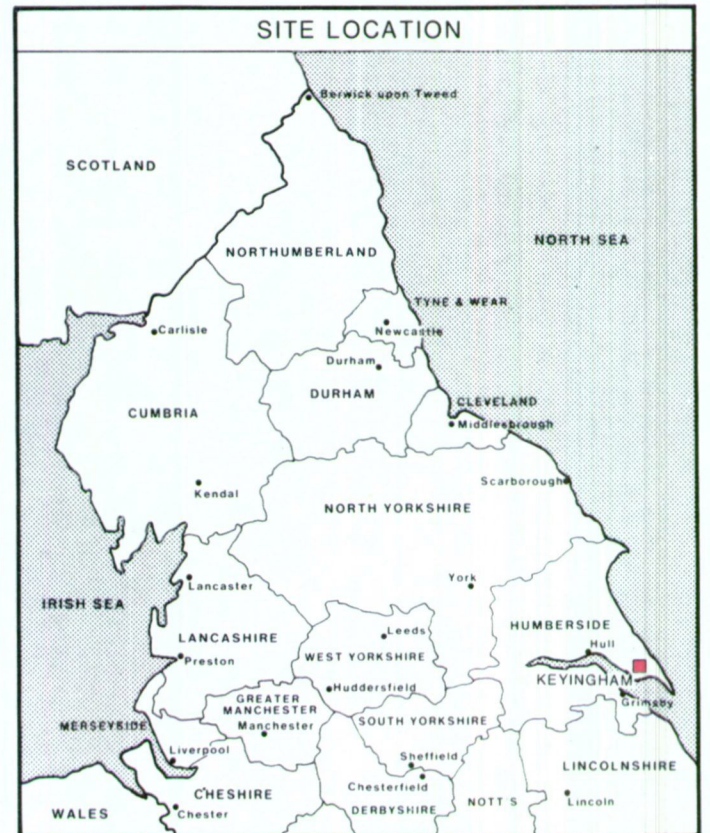 SITE LOCATION
Berwick upon Tweed
SCOTLAND
NORTH SEA
NORTHUMBERLAND
TYNE & WEAR
Carlisle
Newcastle
Durham
DURHAM
CLEVELAND
CUMBRIA
Middlesbrough
Scarborough
Kendal
NORTH YORKSHIRE
York
Lancaster
IRISH SEA
HUMBERSIDE
Leeds
LANCASHIRE
Hull
WEST YORKSHIRE
Preston
KEYINGHAM
Huddersfield
GREATER
MANCHESTER
Grimsby
SOUTH YORKSHIRE
MERSEYSIDE
Manchester
Liverpool
Sheffield
LINCOLNSHIRE
Chesterfield
CHESHIRE
NOTT'S
Lincoln
DERBYSHIRE
WALES
Chester